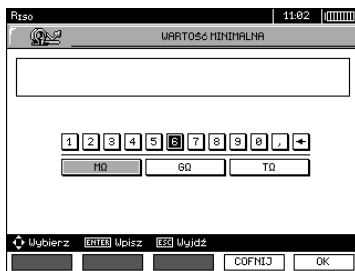 RISO 11:02
WARTOŚĆ MINIMALNA
1 2 3 4 5 6 7 8 9 0 ,
MΩ GΩ TΩ
Wybierz ENTER Wpisz ESC Wyjdź
COFNIJ OK